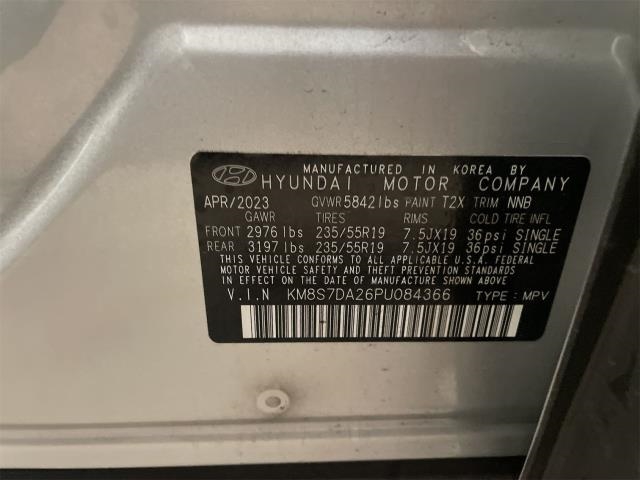 MANUFACTURED IN KOREA BY
HYUNDAI MOTOR COMPANY
APR/2023 GVWR 5842lbs PAINT T2X TRIM NNB
GAWR TIRES RIMS COLD TIRE INFL
FRONT 2976lbs 235/55R19 7.5JX19 36psi SINGLE
REAR 3197lbs 235/55R19 7.5JX19 36psi SINGLE
THIS VEHICLE CONFORMS TO ALL APPLICABLE U.S.A. FEDERAL
MOTOR VEHICLE SAFETY AND THEFT PREVENTION STANDARDS
IN EFFECT ON THE DATE OF MANUFACTURE SHOWN ABOVE.
V.I.N KM8S7DA26PU084366 TYPE : MPV